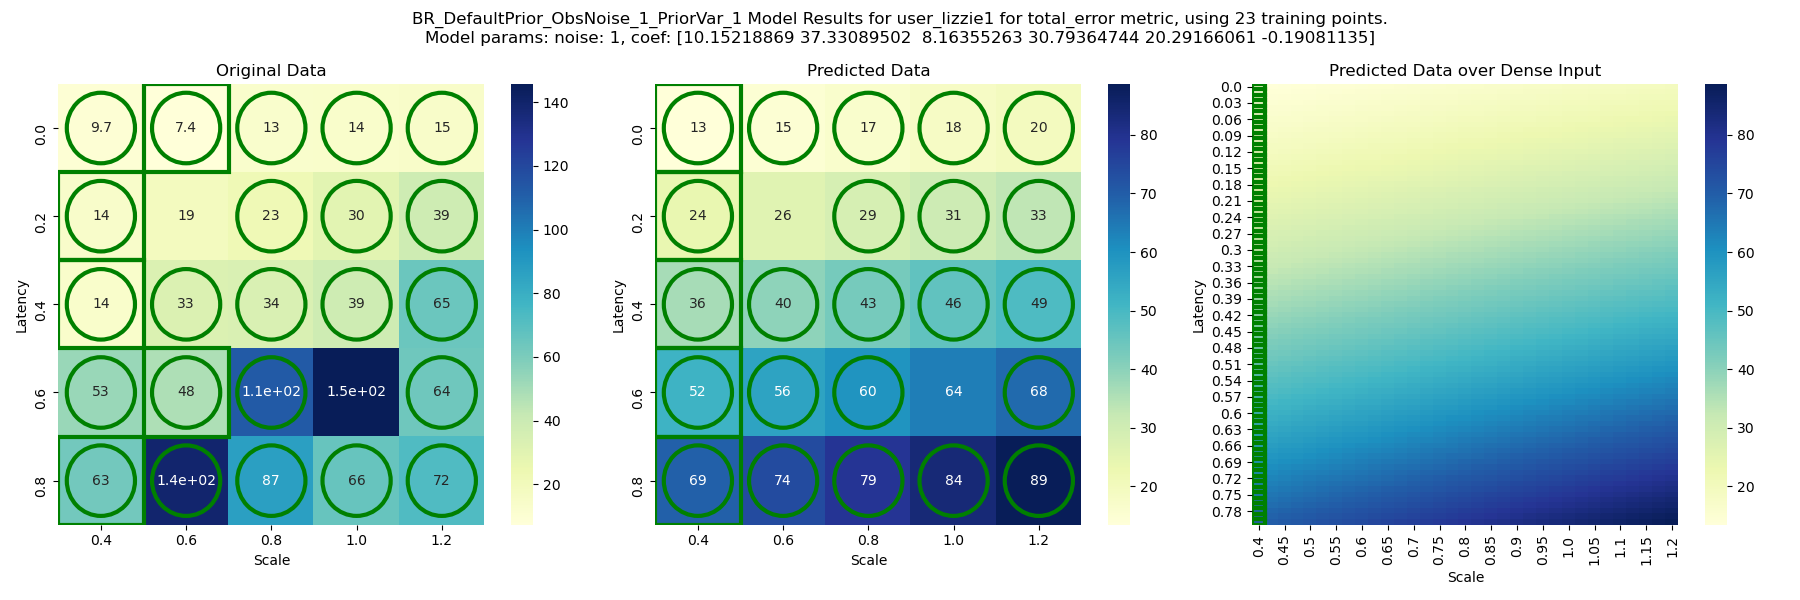 BR_DefaultPrior_ObsNoise_1_PriorVar_1 Model Results for user_lizzie1 for total_error metric, using 23 training points.
Model params: noise: 1, coef: [10.15218869 37.33089502  8.16355263 30.79364744 20.29166061 -0.19081135]
Original Data
Latency
0.0
0.2
0.4
0.6
0.8
9.7 7.4 13 14 15
14 19 23 30 39
14 33 34 39 65
53 48 1.1e+02 1.5e+02 64
63 1.4e+02 87 66 72
0.4 0.6 0.8 1.0 1.2
Scale
140
120
100
80
60
40
20
Predicted Data
Latency
0.0
0.2
0.4
0.6
0.8
13 15 17 18 20
24 26 29 31 33
36 40 43 46 49
52 56 60 64 68
69 74 79 84 89
0.4 0.6 0.8 1.0 1.2
Scale
80
70
60
50
40
30
20
Predicted Data over Dense Input
Latency
0.0
0.03
0.06
0.09
0.12
0.15
0.18
0.21
0.24
0.27
0.3
0.33
0.36
0.39
0.42
0.45
0.48
0.51
0.54
0.57
0.6
0.63
0.66
0.69
0.72
0.75
0.78
0.4 0.45 0.5 0.55 0.6 0.65 0.7 0.75 0.8 0.85 0.9 0.95 1.0 1.05 1.1 1.15 1.2
Scale
80
70
60
50
40
30
20